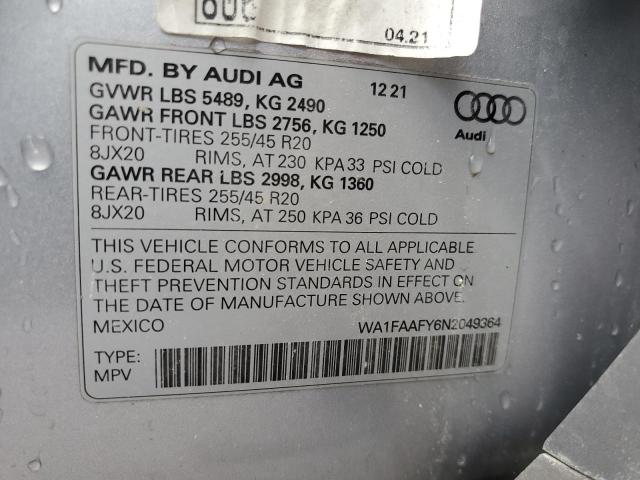 04.21
MFD. BY AUDI AG 12 21
GVWR LBS 5489, KG 2490
GAWR FRONT LBS 2756, KG 1250
FRONT-TIRES 255/45 R20
8JX20 RIMS, AT 230 KPA 33 PSI COLD
GAWR REAR LBS 2998, KG 1360
REAR-TIRES 255/45 R20
8JX20 RIMS, AT 250 KPA 36 PSI COLD
Audi
THIS VEHICLE CONFORMS TO ALL APPLICABLE
U.S. FEDERAL MOTOR VEHICLE SAFETY AND
THEFT PREVENTION STANDARDS IN EFFECT ON
THE DATE OF MANUFACTURE SHOWN ABOVE.
MEXICO WA1FAAFY6N2049364
TYPE:
MPV